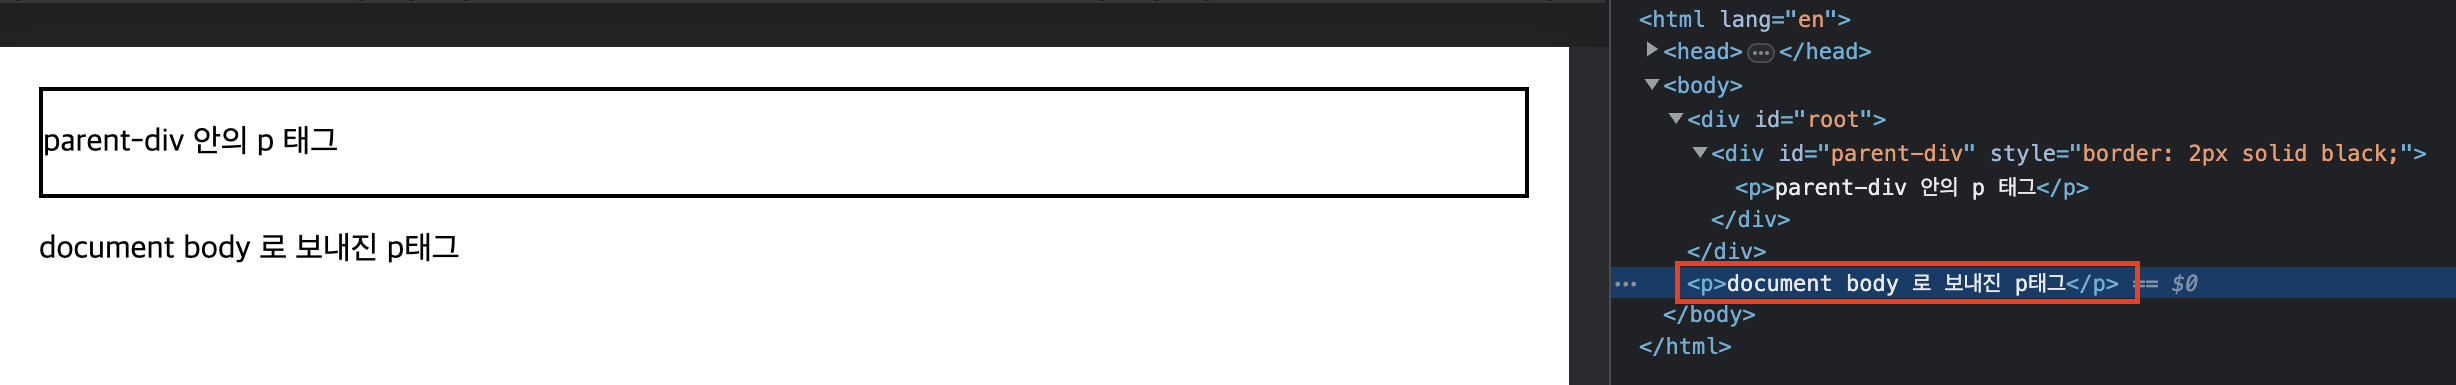 parent-div 안의 p 태그
document body 로 보내진 p태그
<html lang="en">
<head>…</head>
<body>
<div id="root">
<div id="parent-div" style="border: 2px solid black;">
<p>parent-div 안의 p 태그</p>
</div>
</div>
… <p>document body 로 보내진 p태그</p> == $0
</body>
</html>